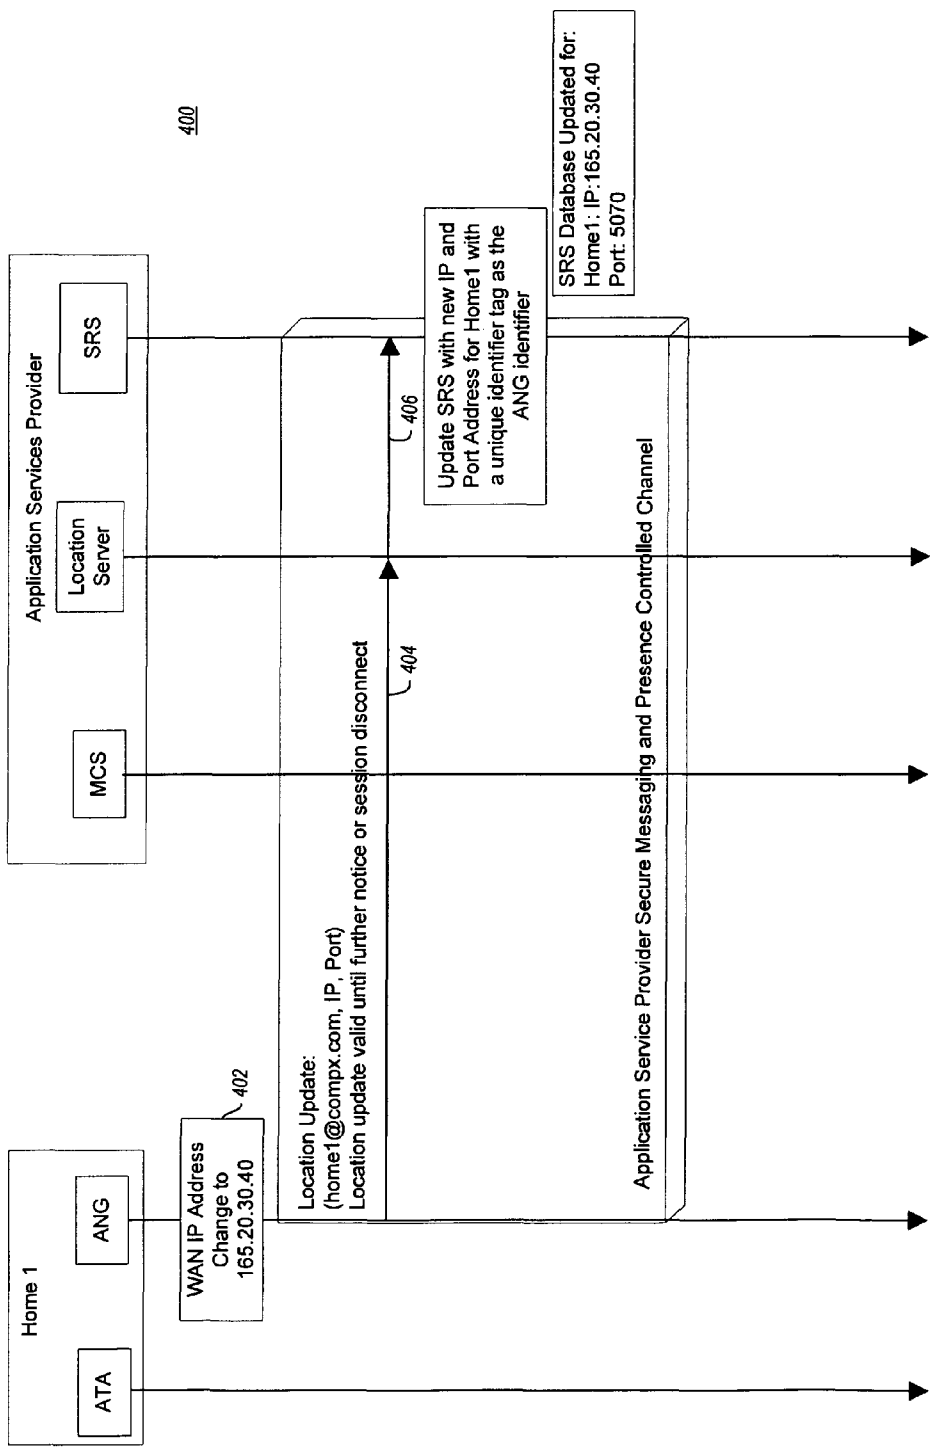 400
Home 1
ATA
ANG
Application Services Provider
MCS
Location
Server
SRS
WAN IP Address
Change to
165.20.30.40
402
Location Update:
(home1@compx.com, IP, Port)
Location update valid until further notice or session disconnect
404
406
Update SRS with new IP and
Port Address for Home1 with
a unique identifier tag as the
ANG identifier
SRS Database Updated for:
Home1: IP:165.20.30.40
Port: 5070
Application Service Provider Secure Messaging and Presence Controlled Channel